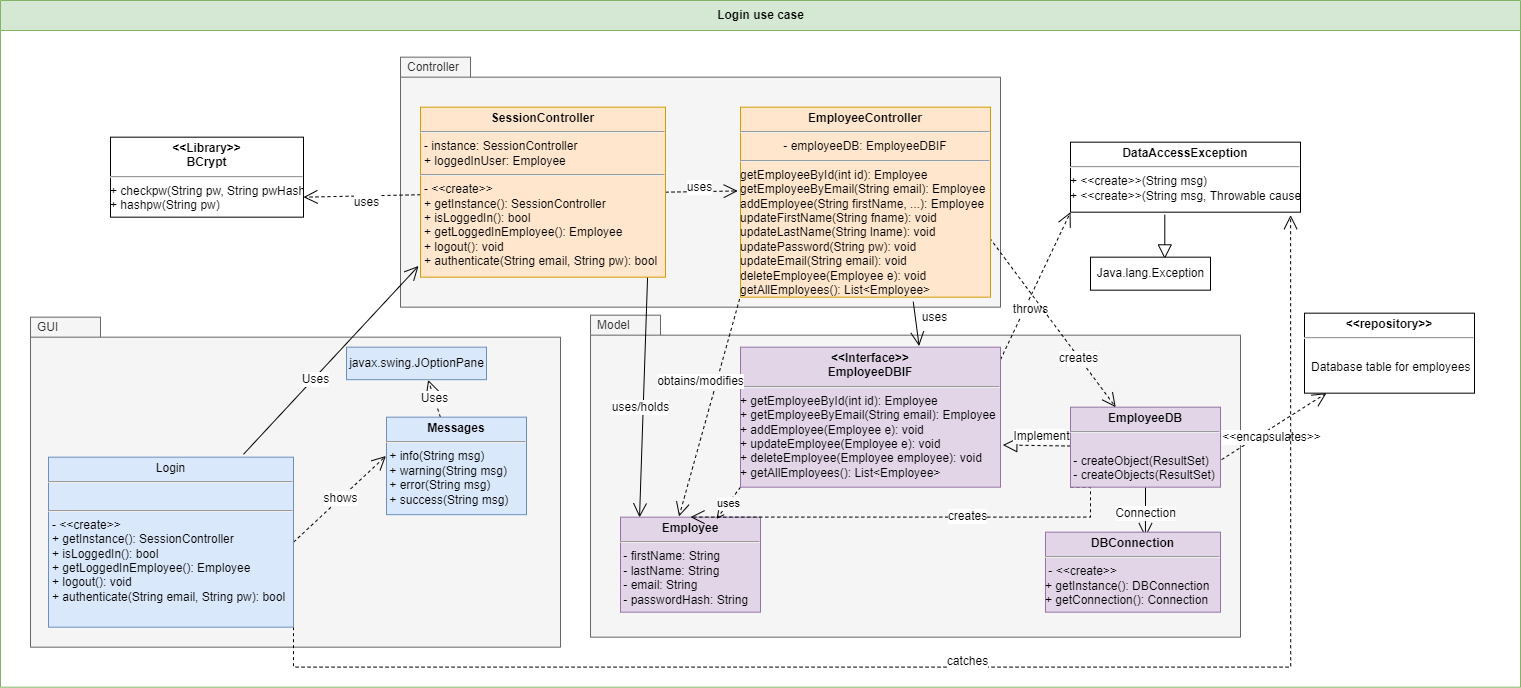 Login use case
Controller
SessionController
- instance: SessionController
+ loggedInUser: Employee
- <<create>>
+ getInstance(): SessionController
+ isLoggedIn(): bool
+ getLoggedInEmployee(): Employee
+ logout(): void
+ authenticate(String email, String pw): bool
uses
EmployeeController
- employeeDB: EmployeeDBIF
getEmployeeById(int id): Employee
getEmployeeByEmail(String email): Employee
addEmployee(String firstName, ...): Employee
updateFirstName(String fname): void
updateLastName(String lname): void
updatePassword(String pw): void
updateEmail(String email): void
deleteEmployee(Employee e): void
getAllEmployees(): List<Employee>
<<Library>>
BCrypt
+ checkpw(String pw, String pwHash
+ hashpw(String pw)
uses
DataAccessException
+ <<create>>(String msg)
+ <<create>>(String msg, Throwable cause
Java.lang.Exception
throws
uses
creates
obtains/modifies
uses/holds
Uses
<<repository>>
Database table for employees
<<encapsulates>>
GUI
javax.swing.JOptionPane
Uses
Messages
+ info(String msg)
+ warning(String msg)
+ error(String msg)
+ success(String msg)
shows
Login
- <<create>>
+ getInstance(): SessionController
+ isLoggedIn(): bool
+ getLoggedInEmployee(): Employee
+ logout(): void
+ authenticate(String email, String pw): bool
Model
<<Interface>>
EmployeeDBIF
+ getEmployeeById(int id): Employee
+ getEmployeeByEmail(String email): Employee
+ addEmployee(Employee e): void
+ updateEmployee(Employee e): void
+ deleteEmployee(Employee employee): void
+ getAllEmployees(): List<Employee>
Implement
EmployeeDB
- createObject(ResultSet)
- createObjects(ResultSet)
uses
creates
Connection
Employee
- firstName: String
- lastName: String
- email: String
- passwordHash: String
DBConnection
- <<create>>
+ getInstance(): DBConnection
+ getConnection(): Connection
catches